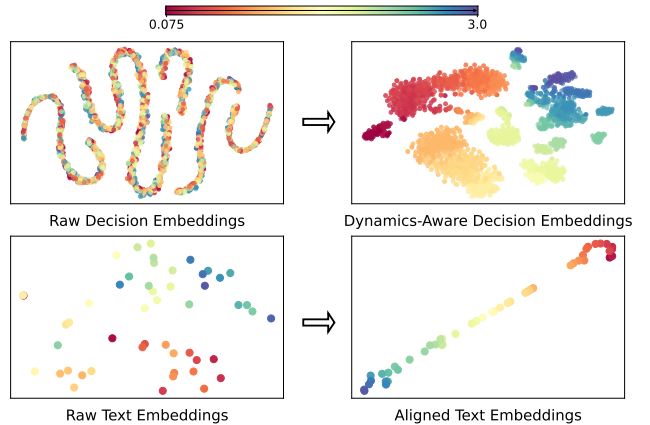 0.075 3.0
Raw Decision Embeddings
Dynamics-Aware Decision Embeddings
Raw Text Embeddings
Aligned Text Embeddings